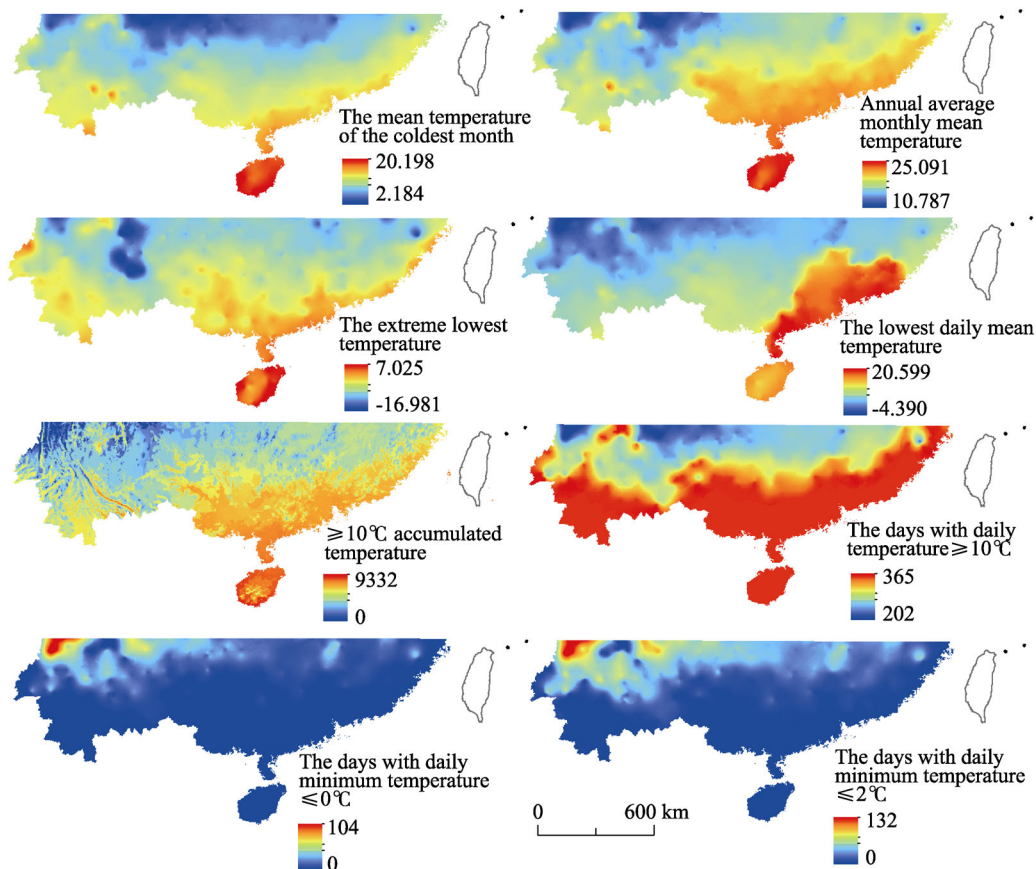 The mean temperature
of the coldest month
20.198
2.184
Annual average
monthly mean
temperature
25.091
10.787
The extreme lowest
temperature
7.025
-16.981
The lowest daily mean
temperature
20.599
-4.390
≥10℃ accumulated
temperature
9332
0
The days with daily
temperature≥10℃
365
202
The days with daily
minimum temperature
≤0℃
104
0
0 600 km
The days with daily
minimum temperature
≤2℃
132
0